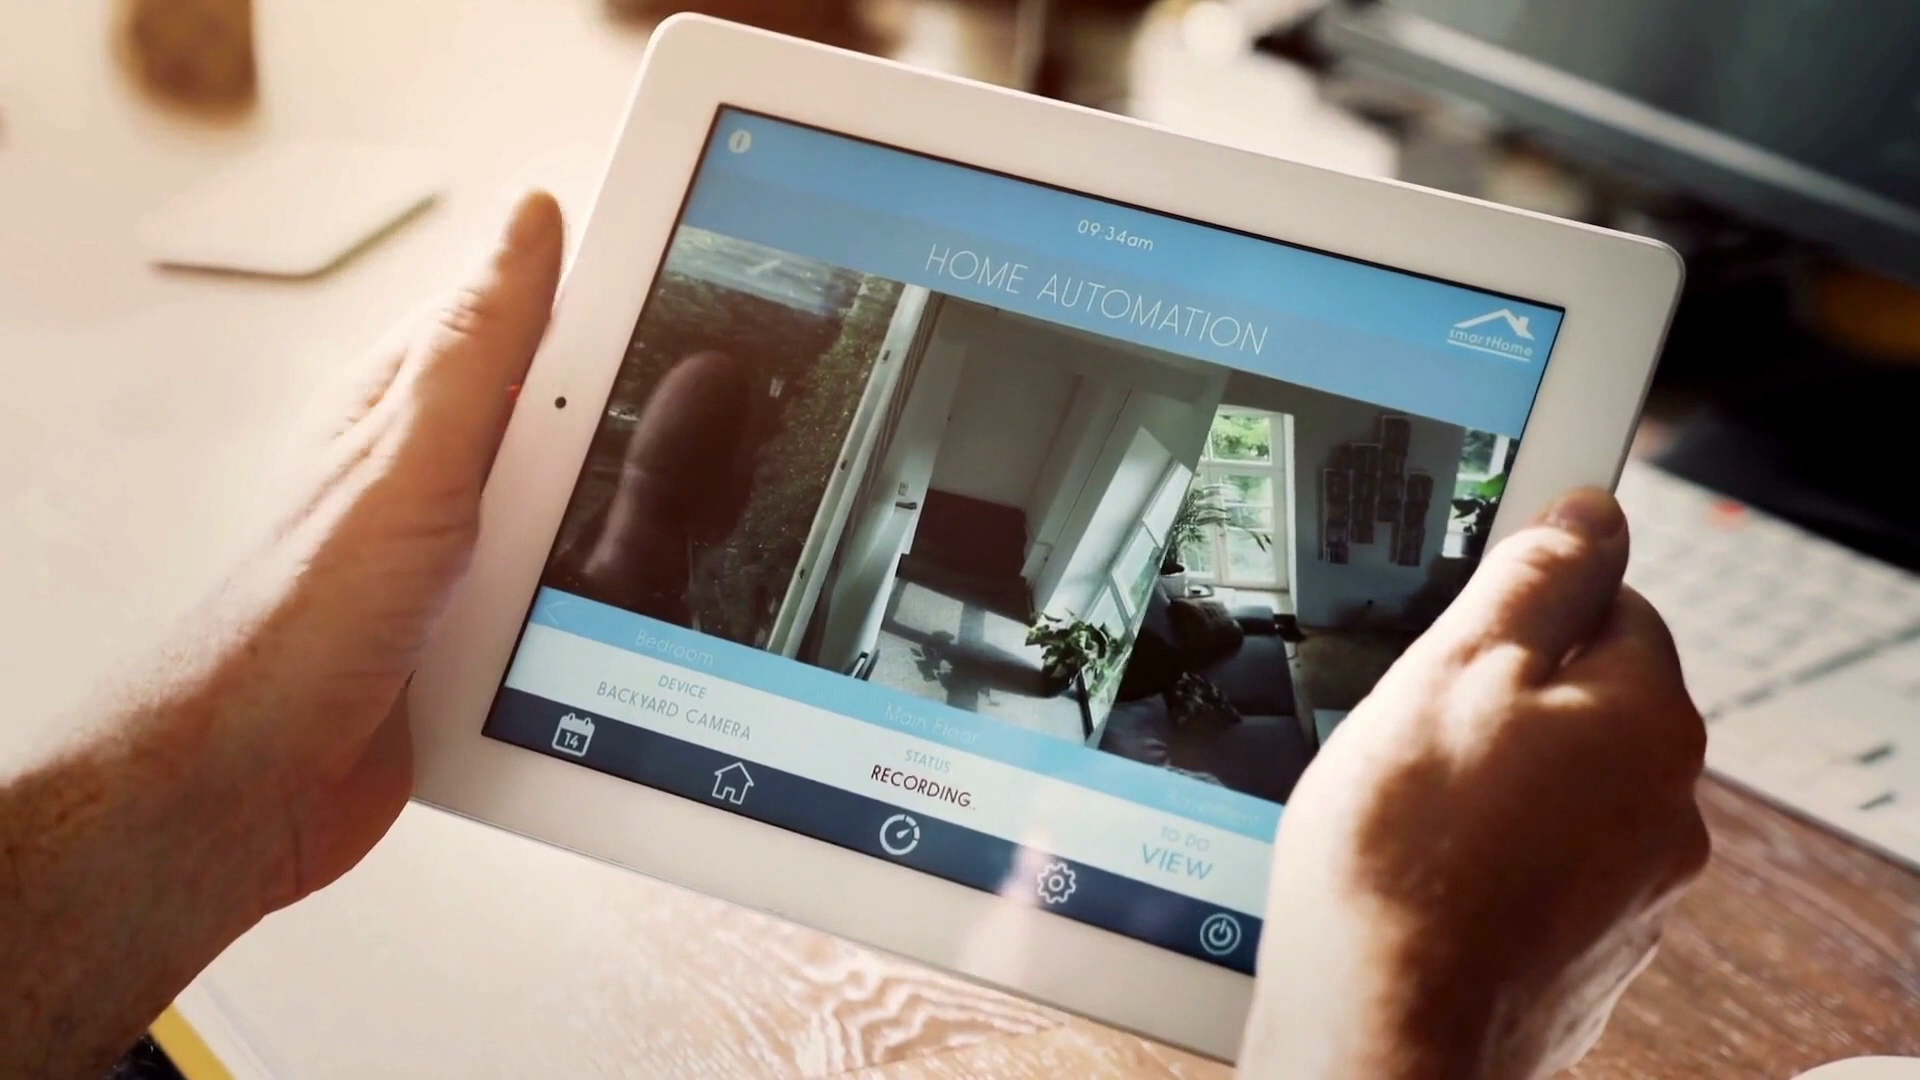 09:34am
HOME AUTOMATION
smartHome
Bedroom
Main Floor
DEVICE
BACKYARD CAMERA
STATUS
RECORDING.
TO DO
VIEW
14